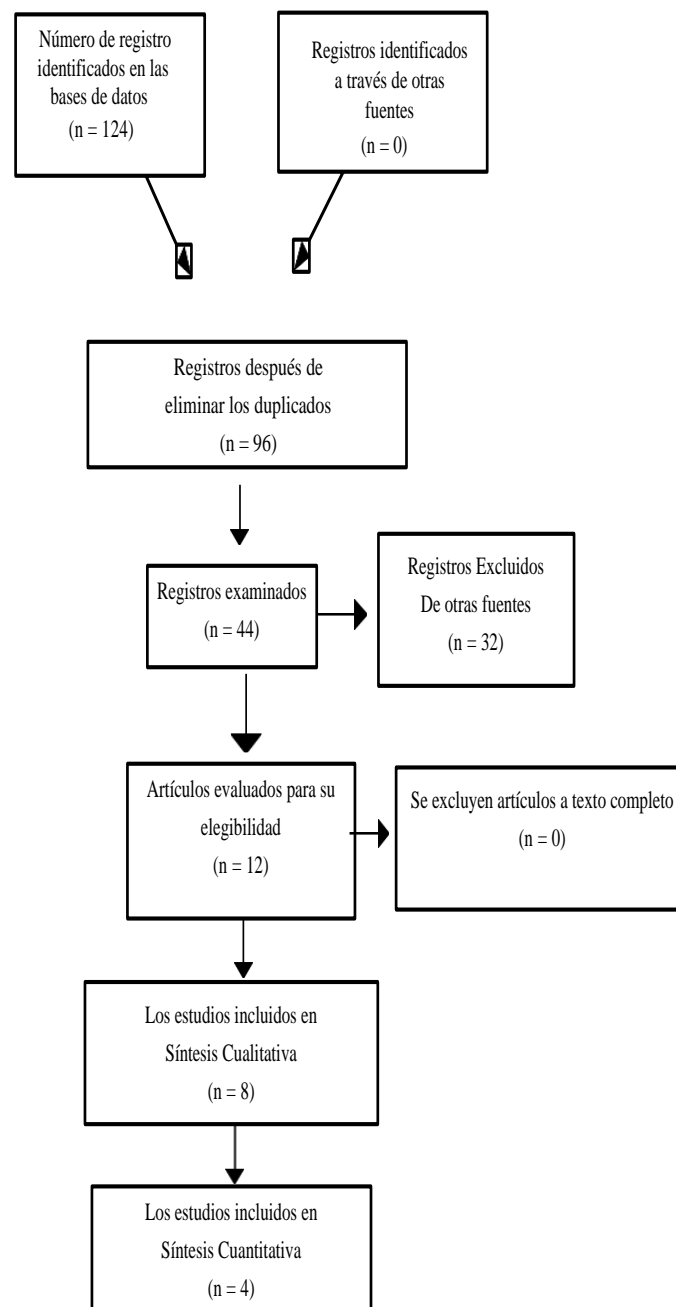 Número de registro
identificados en las
bases de datos
(n = 124)
Registros identificados
a través de otras
fuentes
(n = 0)
Registros después de
eliminar los duplicados
(n = 96)
Registros examinados
(n = 44)
Registros Excluidos
De otras fuentes
(n = 32)
Artículos evaluados para su
elegibilidad
(n = 12)
Se excluyen artículos a texto completo
(n = 0)
Los estudios incluidos en
Síntesis Cualitativa
(n = 8)
Los estudios incluidos en
Síntesis Cuantitativa
(n = 4)